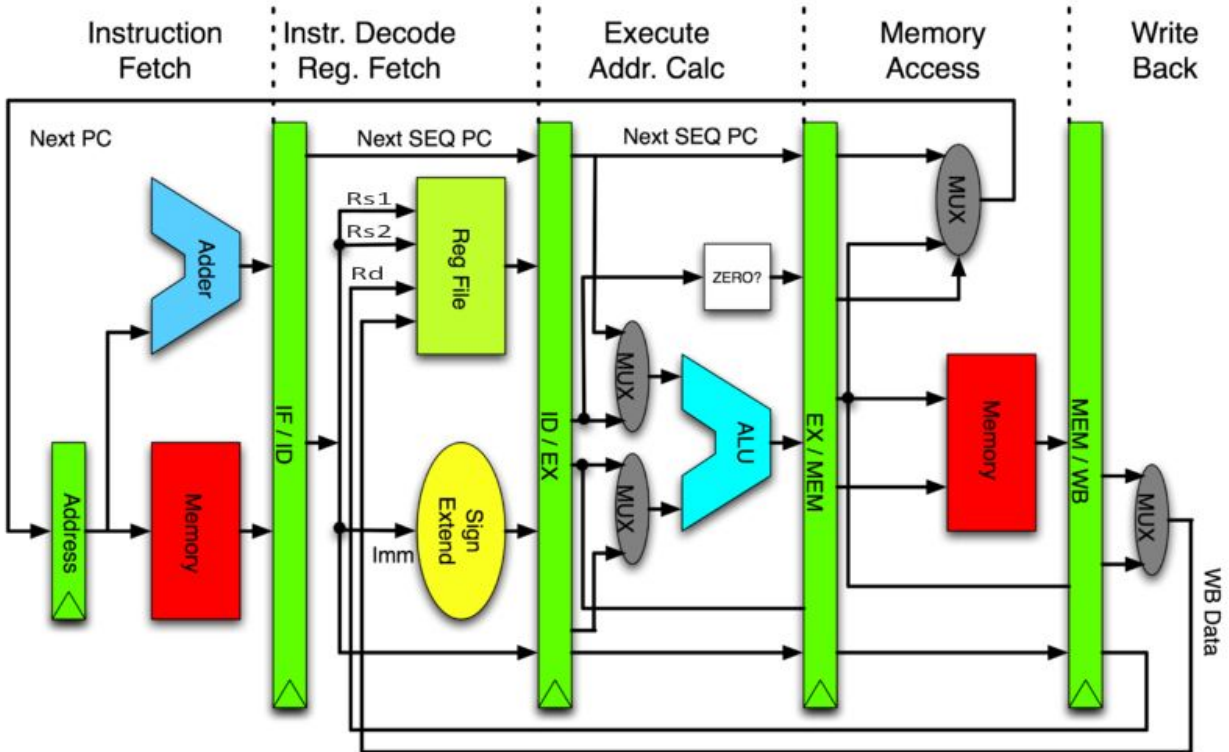 Instruction
Fetch
Instr. Decode
Reg. Fetch
Execute
Addr. Calc
Memory
Access
Write
Back
Next PC
Next SEQ PC
Next SEQ PC
MUX
Rs1
Rs2
Rd
Reg File
Adder
ZERO?
MUX
ALU
Memory
IF / ID
ID / EX
EX / MEM
MEM / WB
Address
Memory
Imm
Sign
Extend
MUX
MUX
WB Data